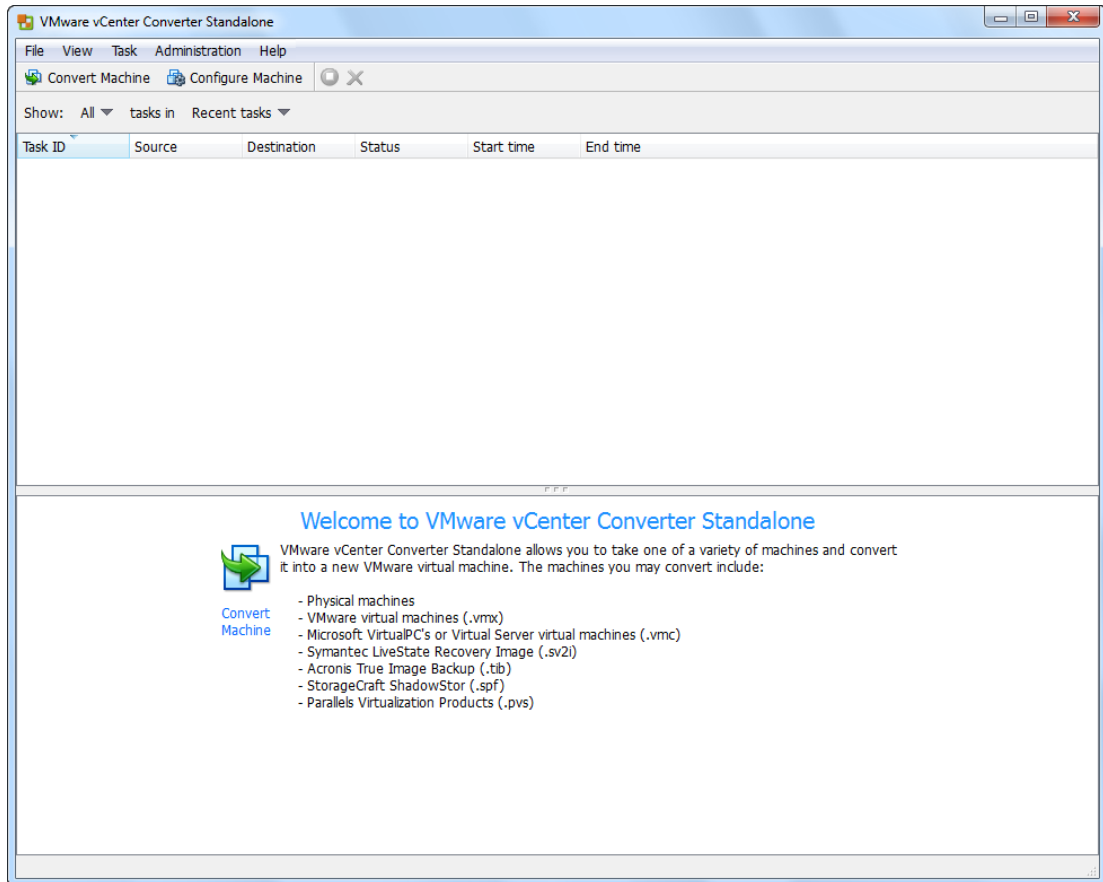 VMware vCenter Converter Standalone
File View Task Administration Help
Convert Machine Configure Machine
Show: All tasks in Recent tasks
Task ID Source Destination Status Start time End time
Welcome to VMware vCenter Converter Standalone
VMware vCenter Converter Standalone allows you to take one of a variety of machines and convert
it into a new VMware virtual machine. The machines you may convert include:
Convert
Machine
- Physical machines
- VMware virtual machines (.vmx)
- Microsoft VirtualPC's or Virtual Server virtual machines (.vmc)
- Symantec LiveState Recovery Image (.sv2i)
- Acronis True Image Backup (.tib)
- StorageCraft ShadowStor (.spf)
- Parallels Virtualization Products (.pvs)